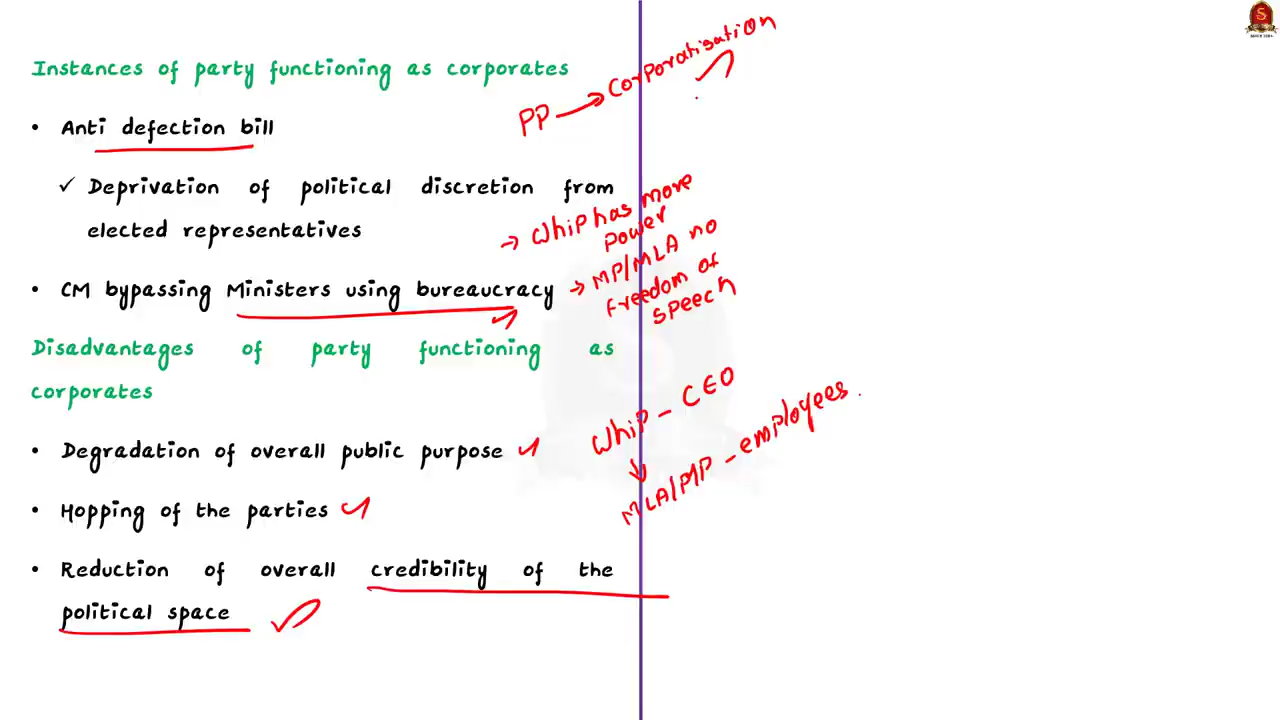 Instances of party functioning as corporates
• Anti defection bill
✓ Deprivation of political discretion from
elected representatives
• CM bypassing Ministers using bureaucracy
Disadvantages of party functioning as
corporates
• Degradation of overall public purpose
• Hopping of the parties
• Reduction of overall credibility of the
political space
PP → Corporatisation
→ Whip has more
power
→ MP/MLA no
freedom of
speech
Whip - CEO
↓
MLA/MP - employees.